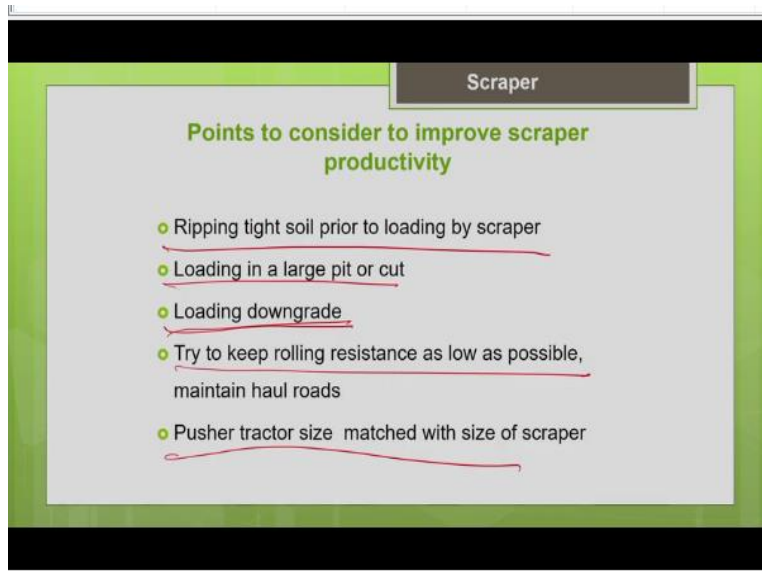 Scraper
Points to consider to improve scraper
productivity
Ripping tight soil prior to loading by scraper
Loading in a large pit or cut
Loading downgrade
Try to keep rolling resistance as low as possible,
maintain haul roads
Pusher tractor size matched with size of scraper